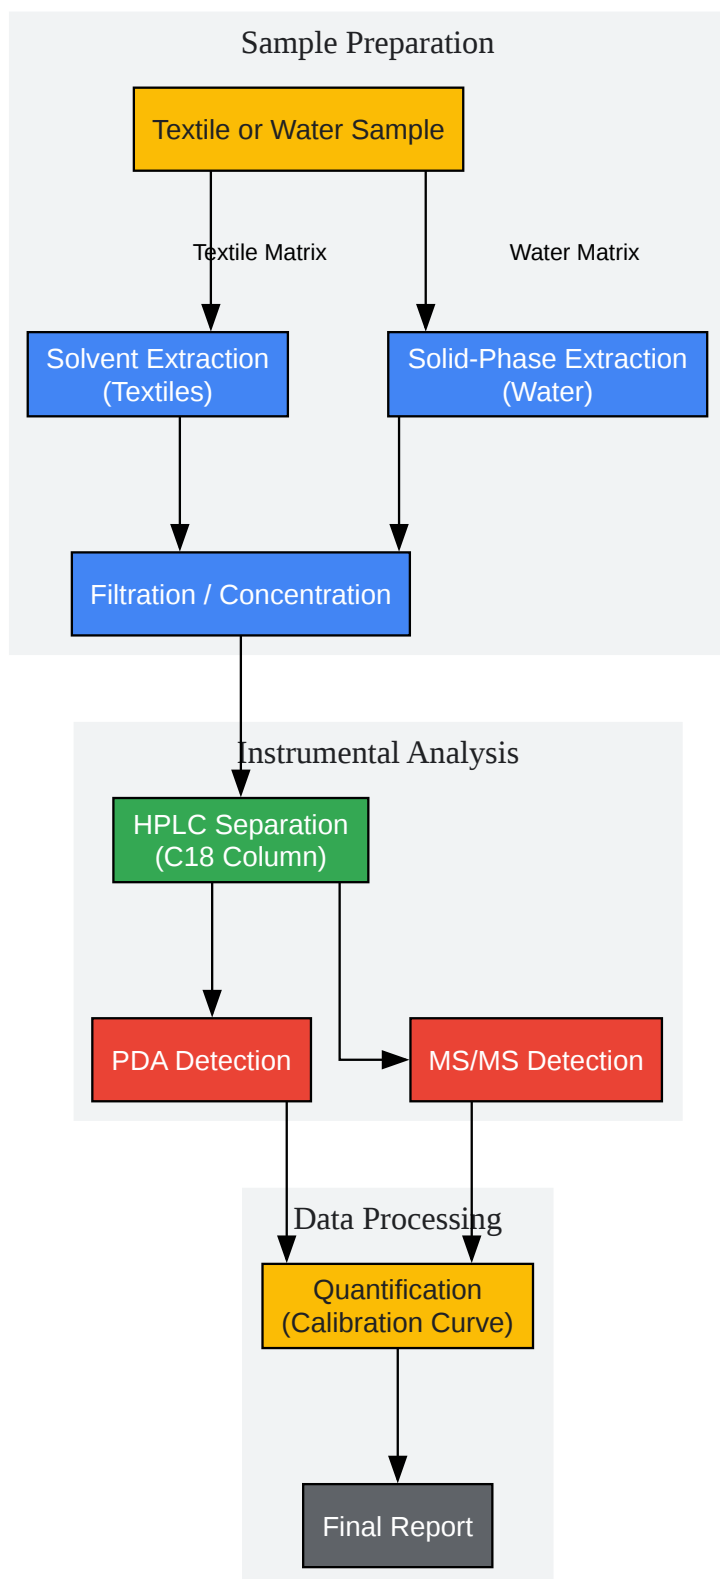 Sample Preparation
Textile or Water Sample
Textile Matrix
Water Matrix
Solvent Extraction
(Textiles)
Solid-Phase Extraction
(Water)
Filtration / Concentration
Instrumental Analysis
HPLC Separation
(C18 Column)
PDA Detection
MS/MS Detection
Data Processing
Quantification
(Calibration Curve)
Final Report